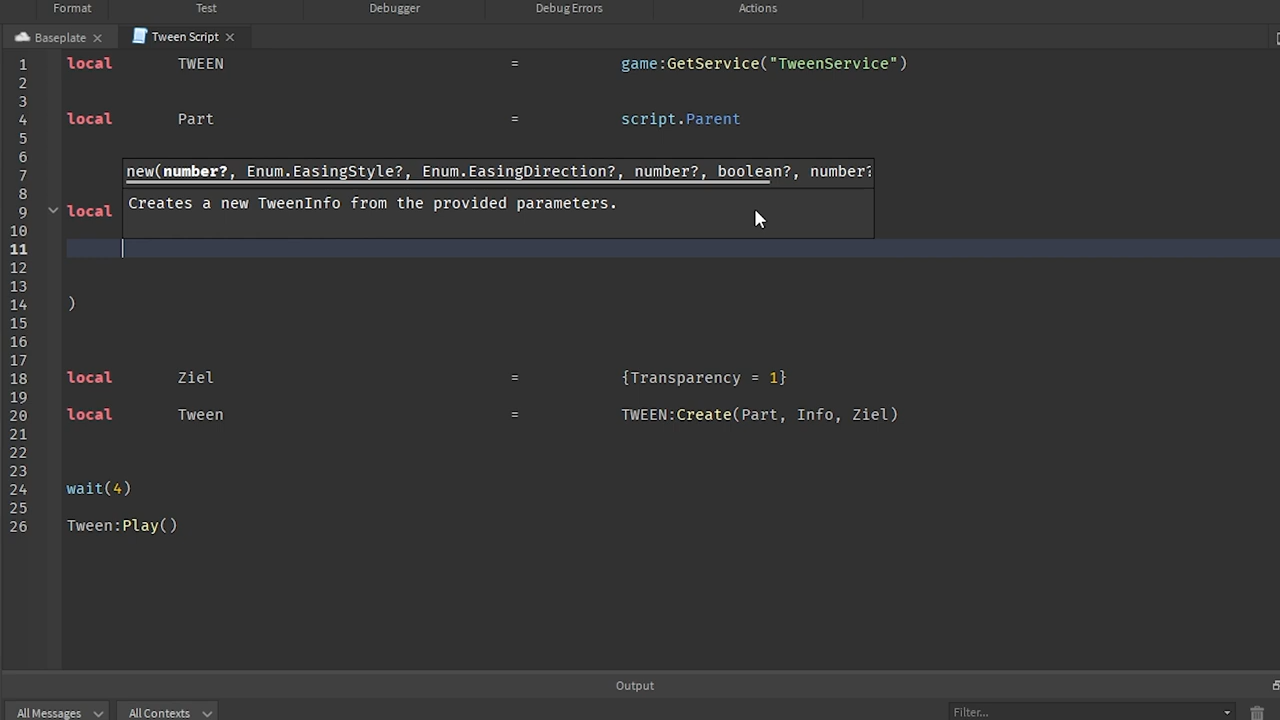 Format Test Debugger Debug Errors Actions
Baseplate Tween Script
1 local TWEEN = game:GetService("TweenService")
2
3
4 local Part = script.Parent
5
6
7 new(number?, Enum.EasingStyle?, Enum.EasingDirection?, number?, boolean?, number?
8
Creates a new TweenInfo from the provided parameters.
9 local
10
11
12
13
14 )
15
16
17
18 local Ziel = {Transparency = 1}
19
20 local Tween = TWEEN:Create(Part, Info, Ziel)
21
22
23
24 wait(4)
25
26 Tween:Play()
Output
All Messages All Contexts Filter...